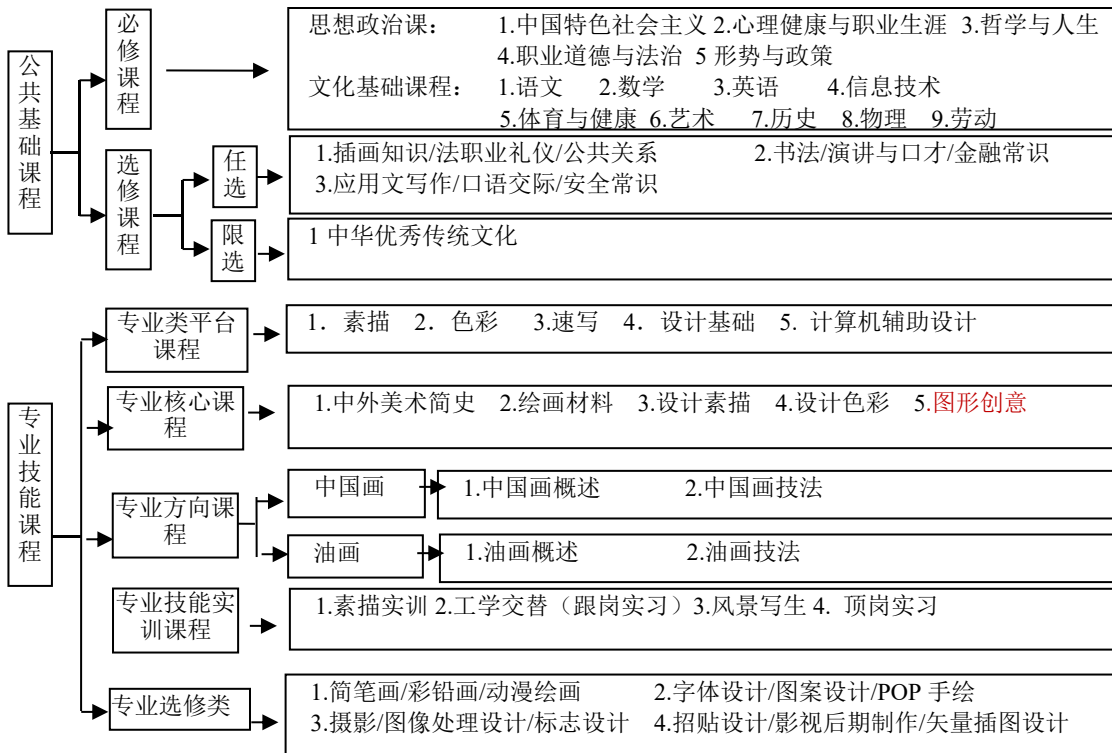 公共基础课程
必修课程
思想政治课： 1.中国特色社会主义 2.心理健康与职业生涯 3.哲学与人生
4.职业道德与法治 5 形势与政策
文化基础课程： 1.语文 2.数学 3.英语 4.信息技术
5.体育与健康 6.艺术 7.历史 8.物理 9.劳动
选修课程
任选
1.插画知识/法职业礼仪/公共关系 2.书法/演讲与口才/金融常识
3.应用文写作/口语交际/安全常识
限选
1 中华优秀传统文化
专业技能课程
专业类平台
课程
1. 素描 2. 色彩 3.速写 4. 设计基础 5. 计算机辅助设计
专业核心课
程
1.中外美术简史 2.绘画材料 3.设计素描 4.设计色彩 5.图形创意
专业方向课
程
中国画
1.中国画概述 2.中国画技法
油画
1.油画概述 2.油画技法
专业技能实
训课程
1.素描实训 2.工学交替（跟岗实习）3.风景写生 4. 顶岗实习
专业选修类
1.简笔画/彩铅画/动漫绘画 2.字体设计/图案设计/POP 手绘
3.摄影/图像处理设计/标志设计 4.招贴设计/影视后期制作/矢量插图设计